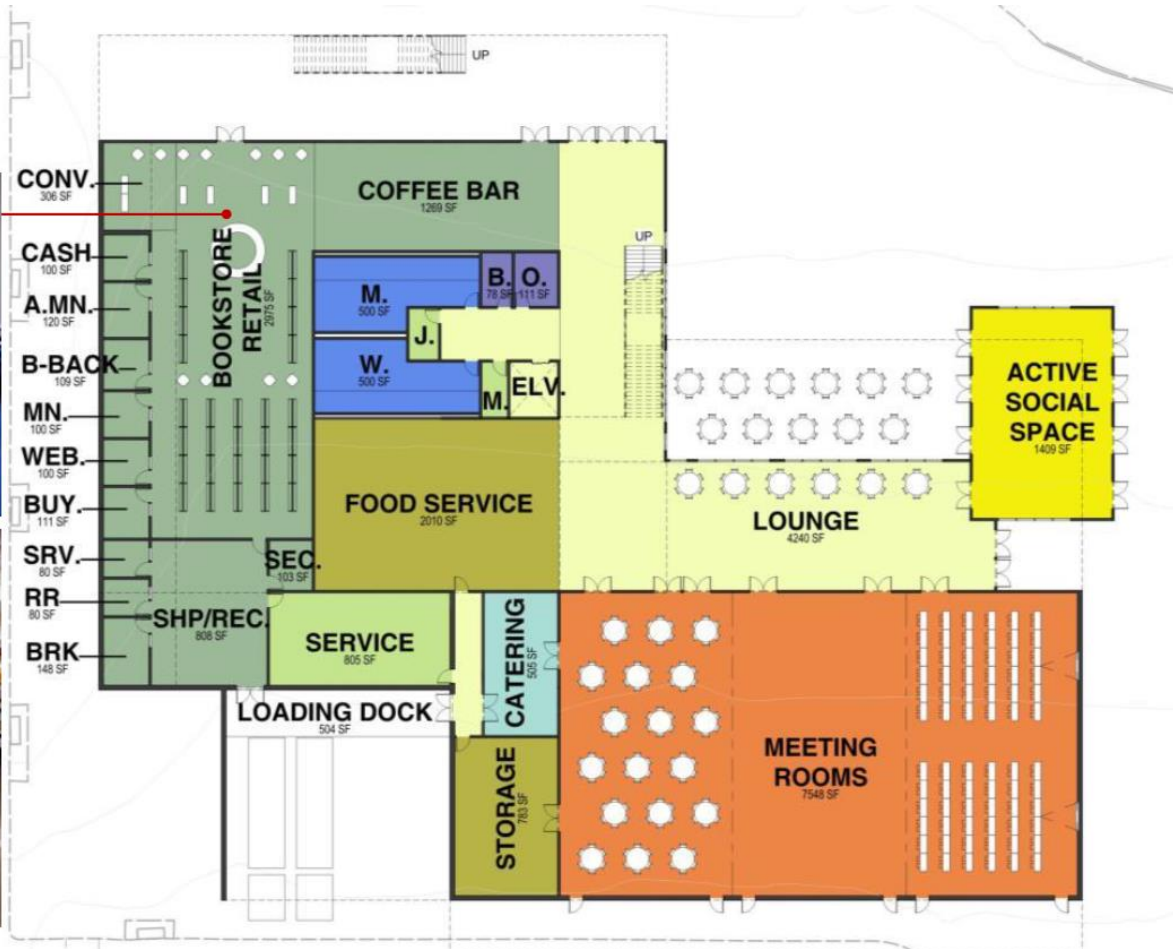 UP
CONV.
306 SF
COFFEE BAR
1269 SF
CASH
100 SF
A.MN.
120 SF
B-BACK
109 SF
MN.
100 SF
WEB.
100 SF
BUY.
111 SF
SRV.
80 SF
RR
80 SF
BRK
148 SF
BOOKSTORE
RETAIL
2975 SF
M.
500 SF
B.
78 SF
O.
111 SF
UP
J.
W.
500 SF
M.
ELV.
FOOD SERVICE
2010 SF
LOUNGE
4240 SF
ACTIVE
SOCIAL
SPACE
1409 SF
SEC.
103 SF
SHP/REC.
808 SF
SERVICE
805 SF
CATERING
505 SF
LOADING DOCK
504 SF
STORAGE
783 SF
MEETING
ROOMS
7548 SF